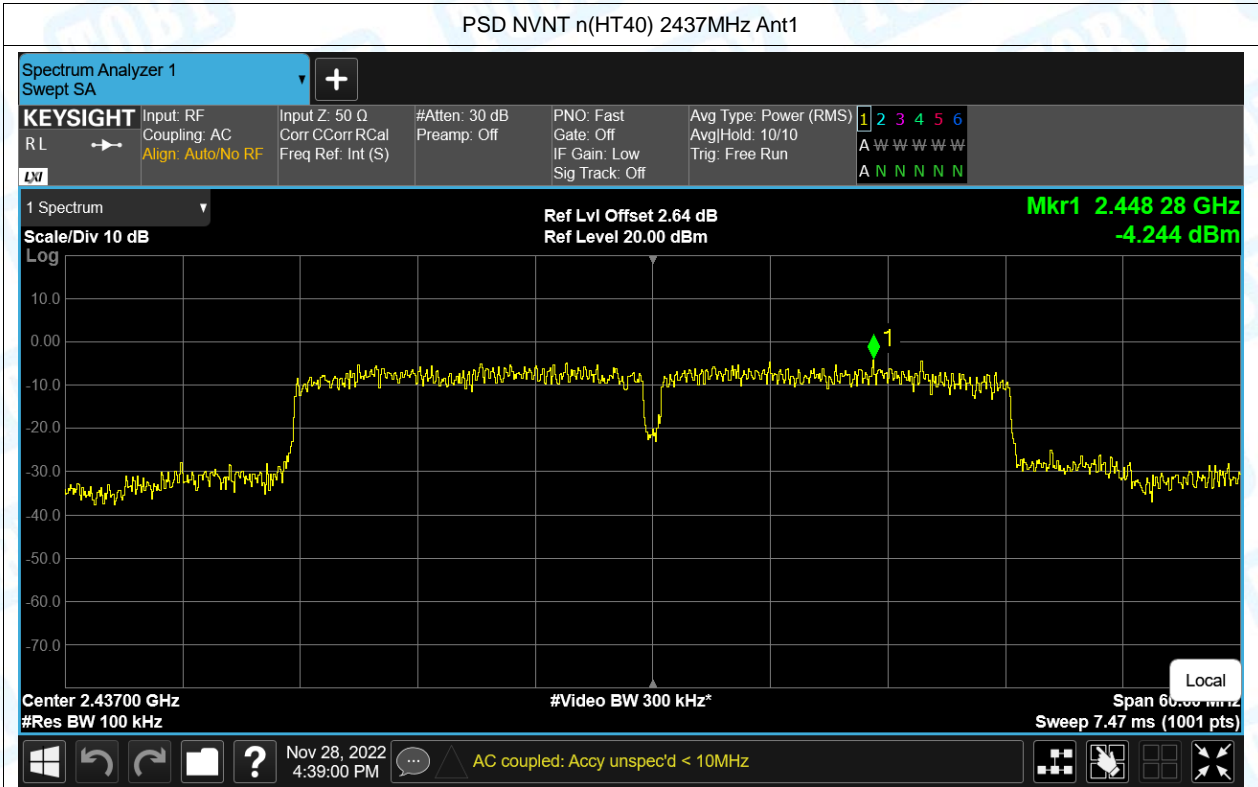 PSD NVNT n(HT40) 2437MHz Ant1
Spectrum Analyzer 1
Swept SA
KEYSIGHT
R L
LXI
Input: RF
Coupling: AC
Align: Auto/No RF
Input Z: 50 Ω
Corr CCorr RCal
Freq Ref: Int (S)
#Atten: 30 dB
Preamp: Off
PNO: Fast
Gate: Off
IF Gain: Low
Sig Track: Off
Avg Type: Power (RMS)
Avg|Hold: 10/10
Trig: Free Run
1 2 3 4 5 6
A W W W W W
A N N N N N
1 Spectrum
Scale/Div 10 dB
Ref Lvl Offset 2.64 dB
Ref Level 20.00 dBm
Mkr1 2.448 28 GHz
-4.244 dBm
Log
10.0
0.00
-10.0
-20.0
-30.0
-40.0
-50.0
-60.0
-70.0
1
Local
Center 2.43700 GHz
#Video BW 300 kHz*
Span 60.00 MHz
#Res BW 100 kHz
Sweep 7.47 ms (1001 pts)
?
Nov 28, 2022
4:39:00 PM
AC coupled: Accy unspec'd < 10MHz
TOBY